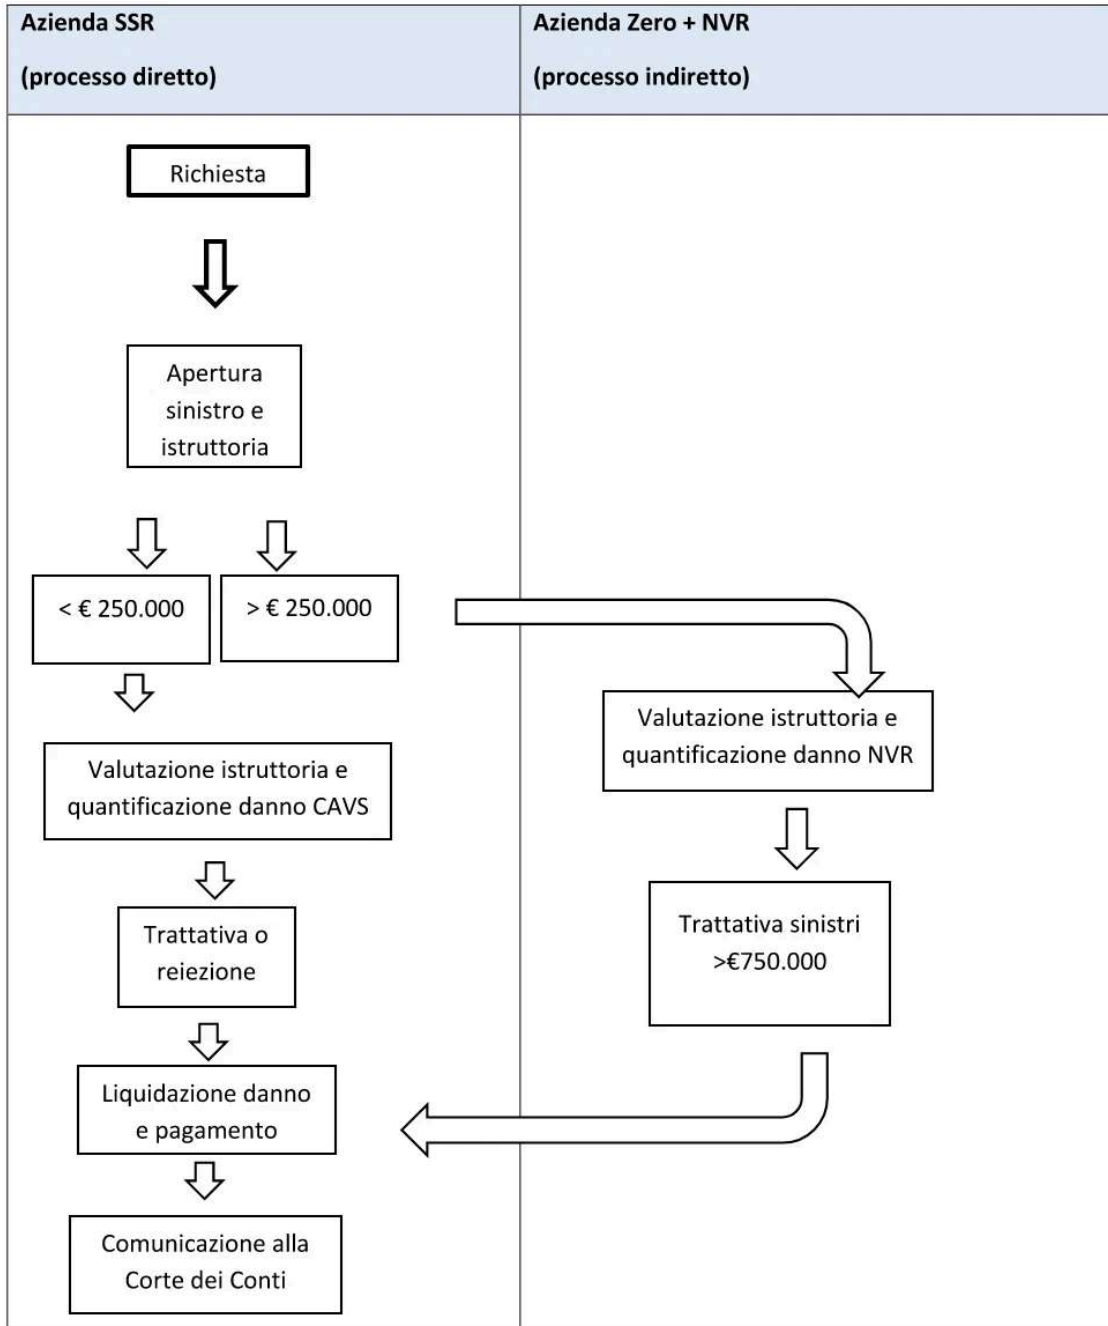 Azienda SSR
(processo diretto)
Azienda Zero + NVR
(processo indiretto)
Richiesta
Apertura
sinistro e
istruttoria
< € 250.000
> € 250.000
Valutazione istruttoria e
quantificazione danno NVR
Valutazione istruttoria e
quantificazione danno CAVS
Trattativa sinistri
>€750.000
Trattativa o
reiezione
Liquidazione danno
e pagamento
Comunicazione alla
Corte dei Conti